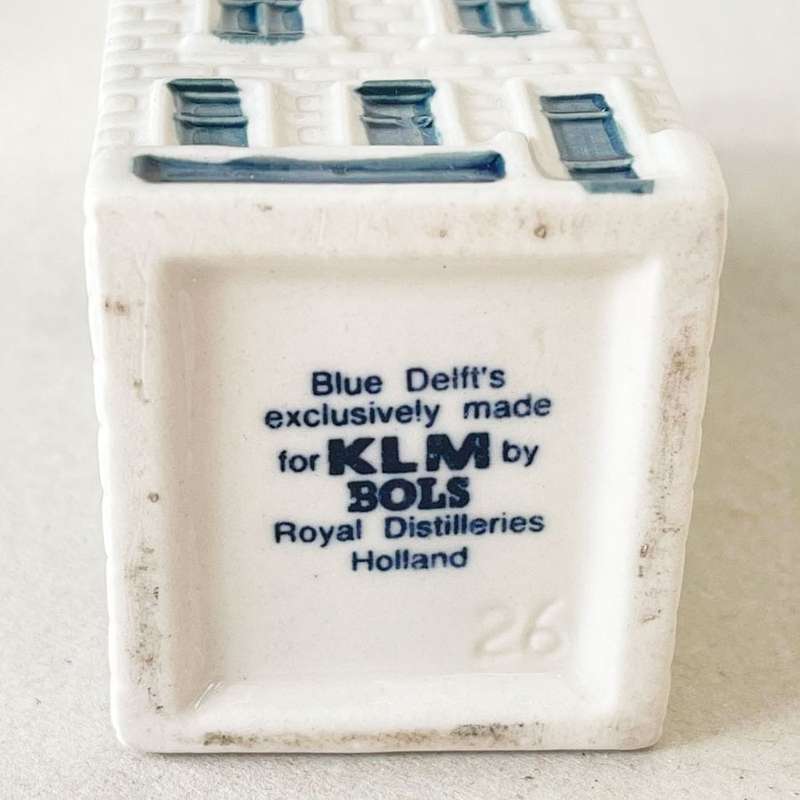 Blue Delft's
exclusively made
for KLM by
BOLS
Royal Distilleries
Holland
26